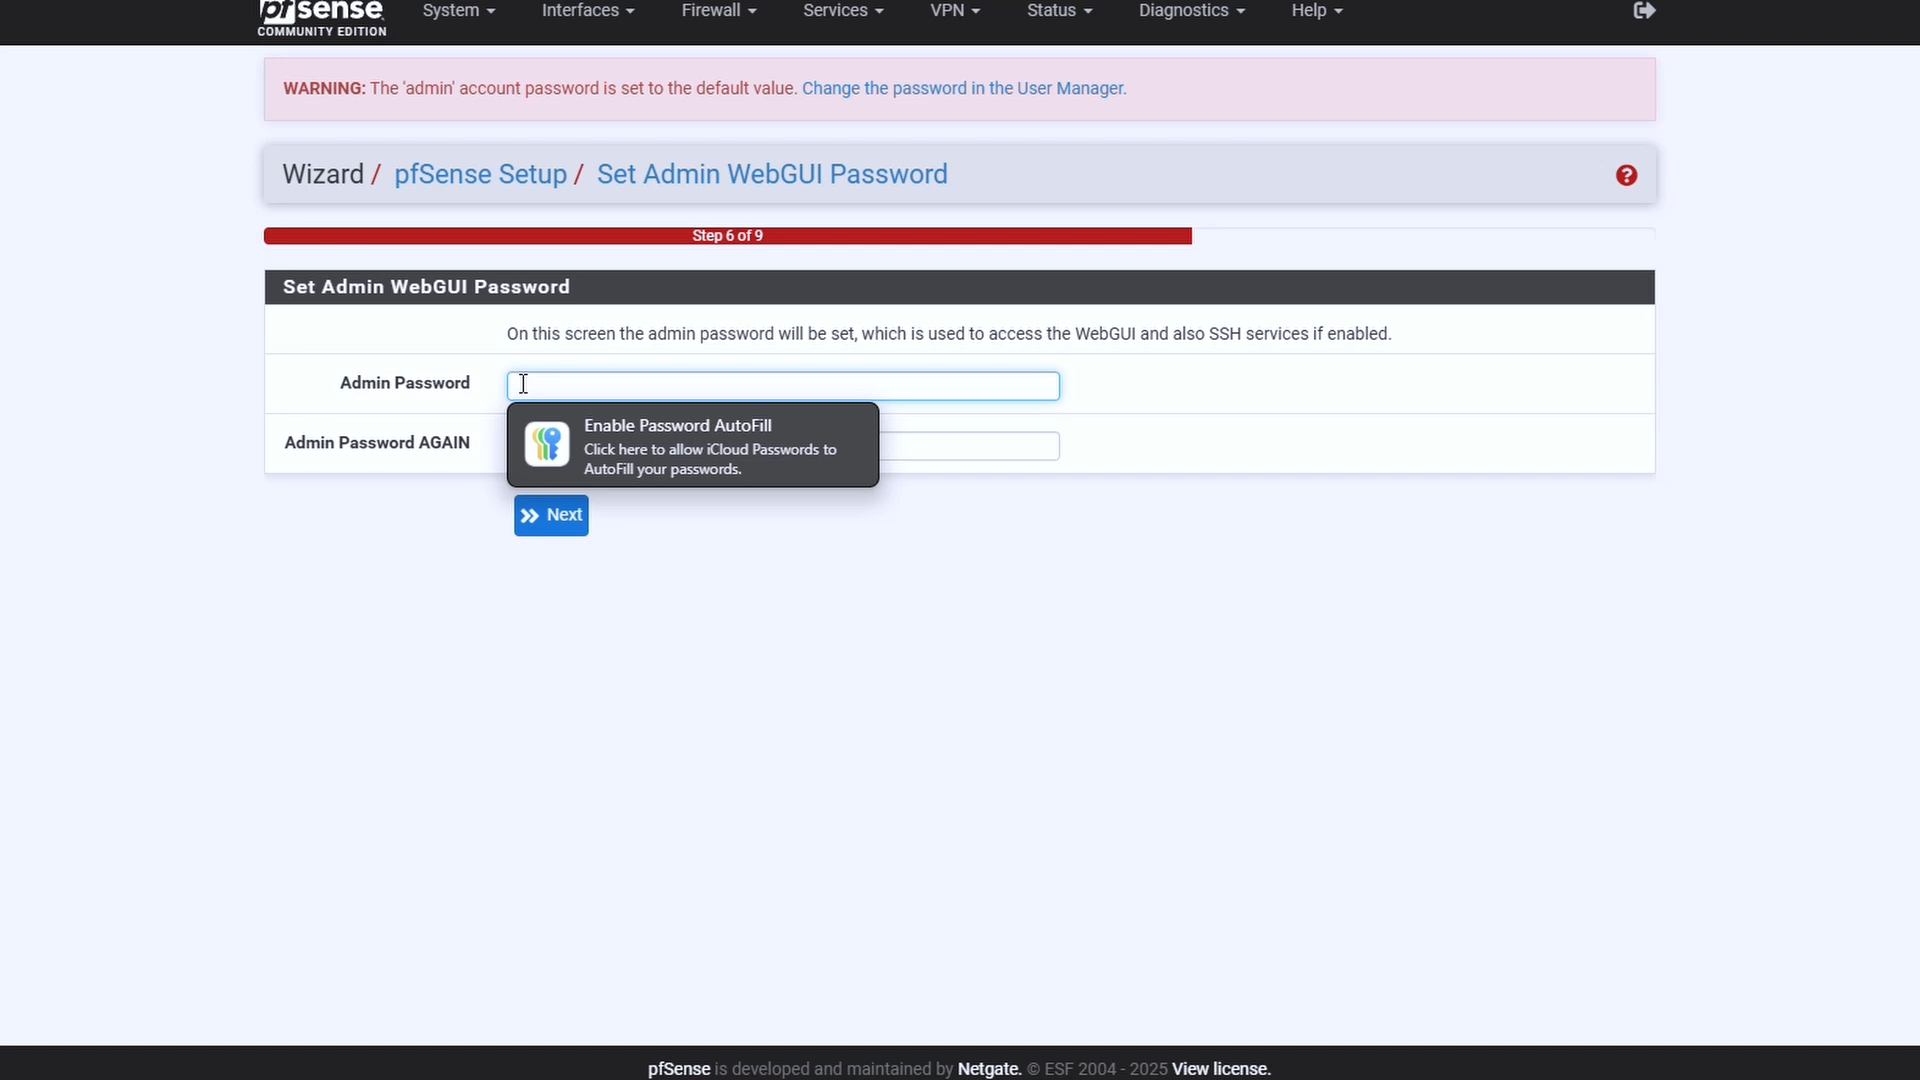 pfsense System Interfaces Firewall Services VPN Status Diagnostics Help
COMMUNITY EDITION
WARNING: The 'admin' account password is set to the default value. Change the password in the User Manager.
Wizard / pfSense Setup / Set Admin WebGUI Password
Step 6 of 9
Set Admin WebGUI Password
On this screen the admin password will be set, which is used to access the WebGUI and also SSH services if enabled.
Admin Password
Enable Password AutoFill
Click here to allow iCloud Passwords to
AutoFill your passwords.
Admin Password AGAIN
Next
pfSense is developed and maintained by Netgate. © ESF 2004 - 2025 View license.